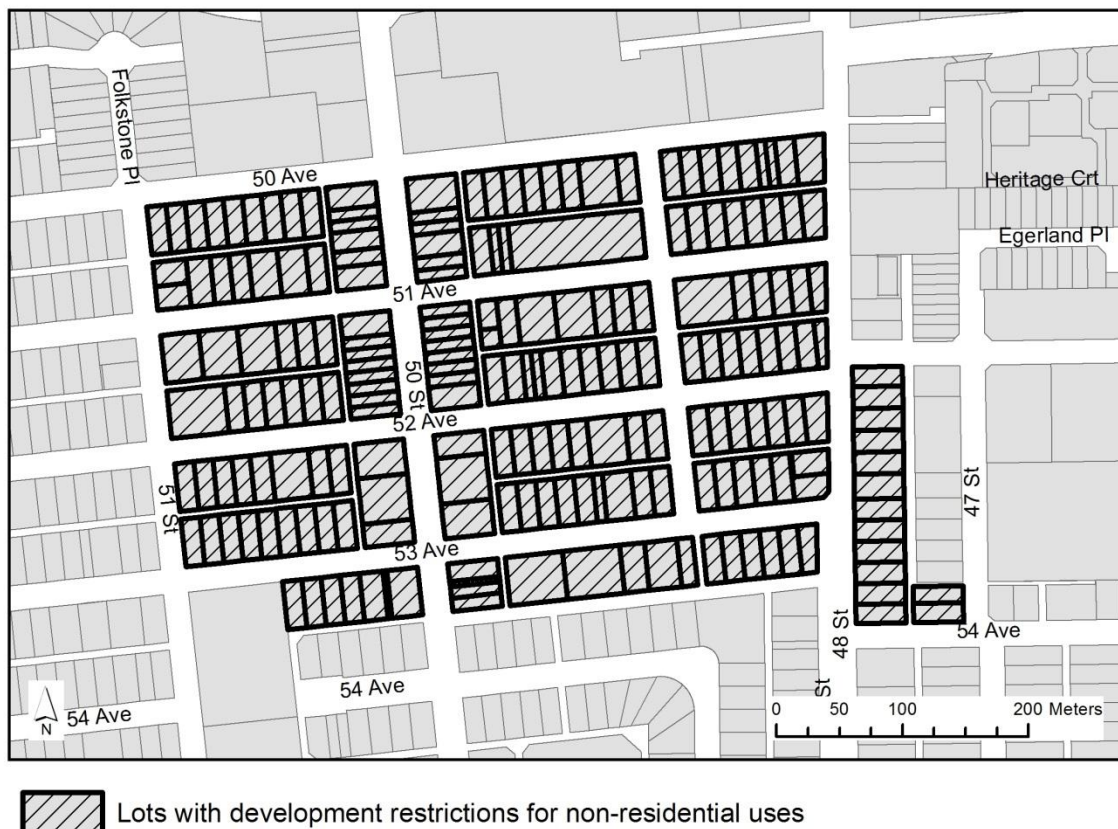 Folkstone Pl
50 Ave
Heritage Crt
Egerland Pl
51 Ave
50 St
52 Ave
51 St
47 St
53 Ave
48 St
54 Ave
54 Ave
St
54 Ave
N
0 50 100 200 Meters
Lots with development restrictions for non-residential uses